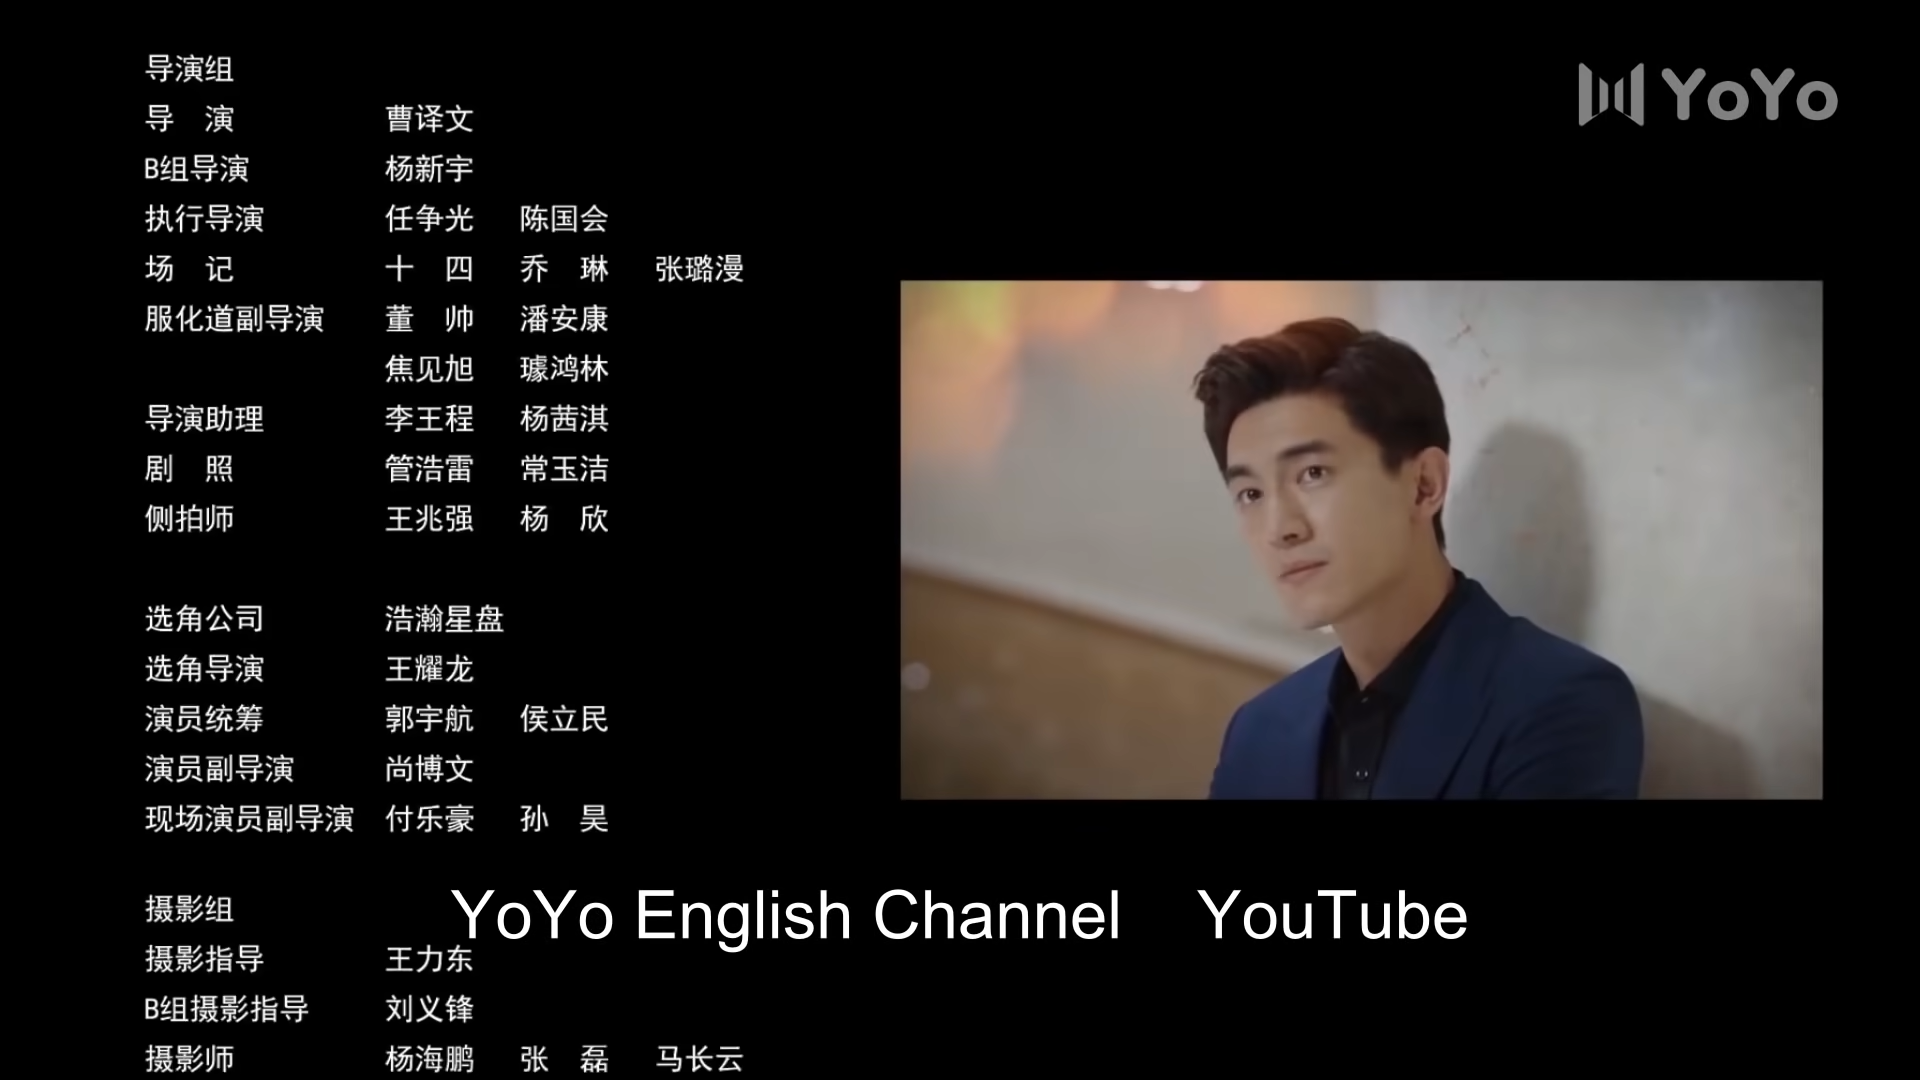 YoYo
导演组
导 演 曹译文
B组导演 杨新宇
执行导演 任争光 陈国会
场 记 十 四 乔 琳 张璐漫
服化道副导演 董 帅 潘安康
焦见旭 璩鸿林
导演助理 李王程 杨茜淇
剧 照 管浩雷 常玉洁
侧拍师 王兆强 杨 欣
选角公司 浩瀚星盘
选角导演 王耀龙
演员统筹 郭宇航 侯立民
演员副导演 尚博文
现场演员副导演 付乐豪 孙 昊
摄影组
YoYo English Channel YouTube
摄影指导 王力东
B组摄影指导 刘义锋
摄影师 杨海鹏 张 磊 马长云